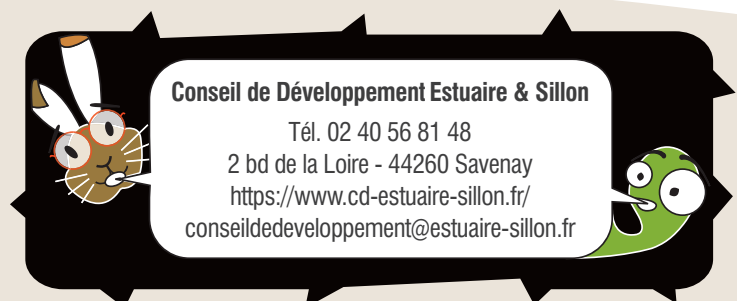 Conseil de Développement Estuaire & Sillon
Tél. 02 40 56 81 48
2 bd de la Loire - 44260 Savenay
https://www.cd-estuaire-sillon.fr/
conseildedeveloppement@estuaire-sillon.fr